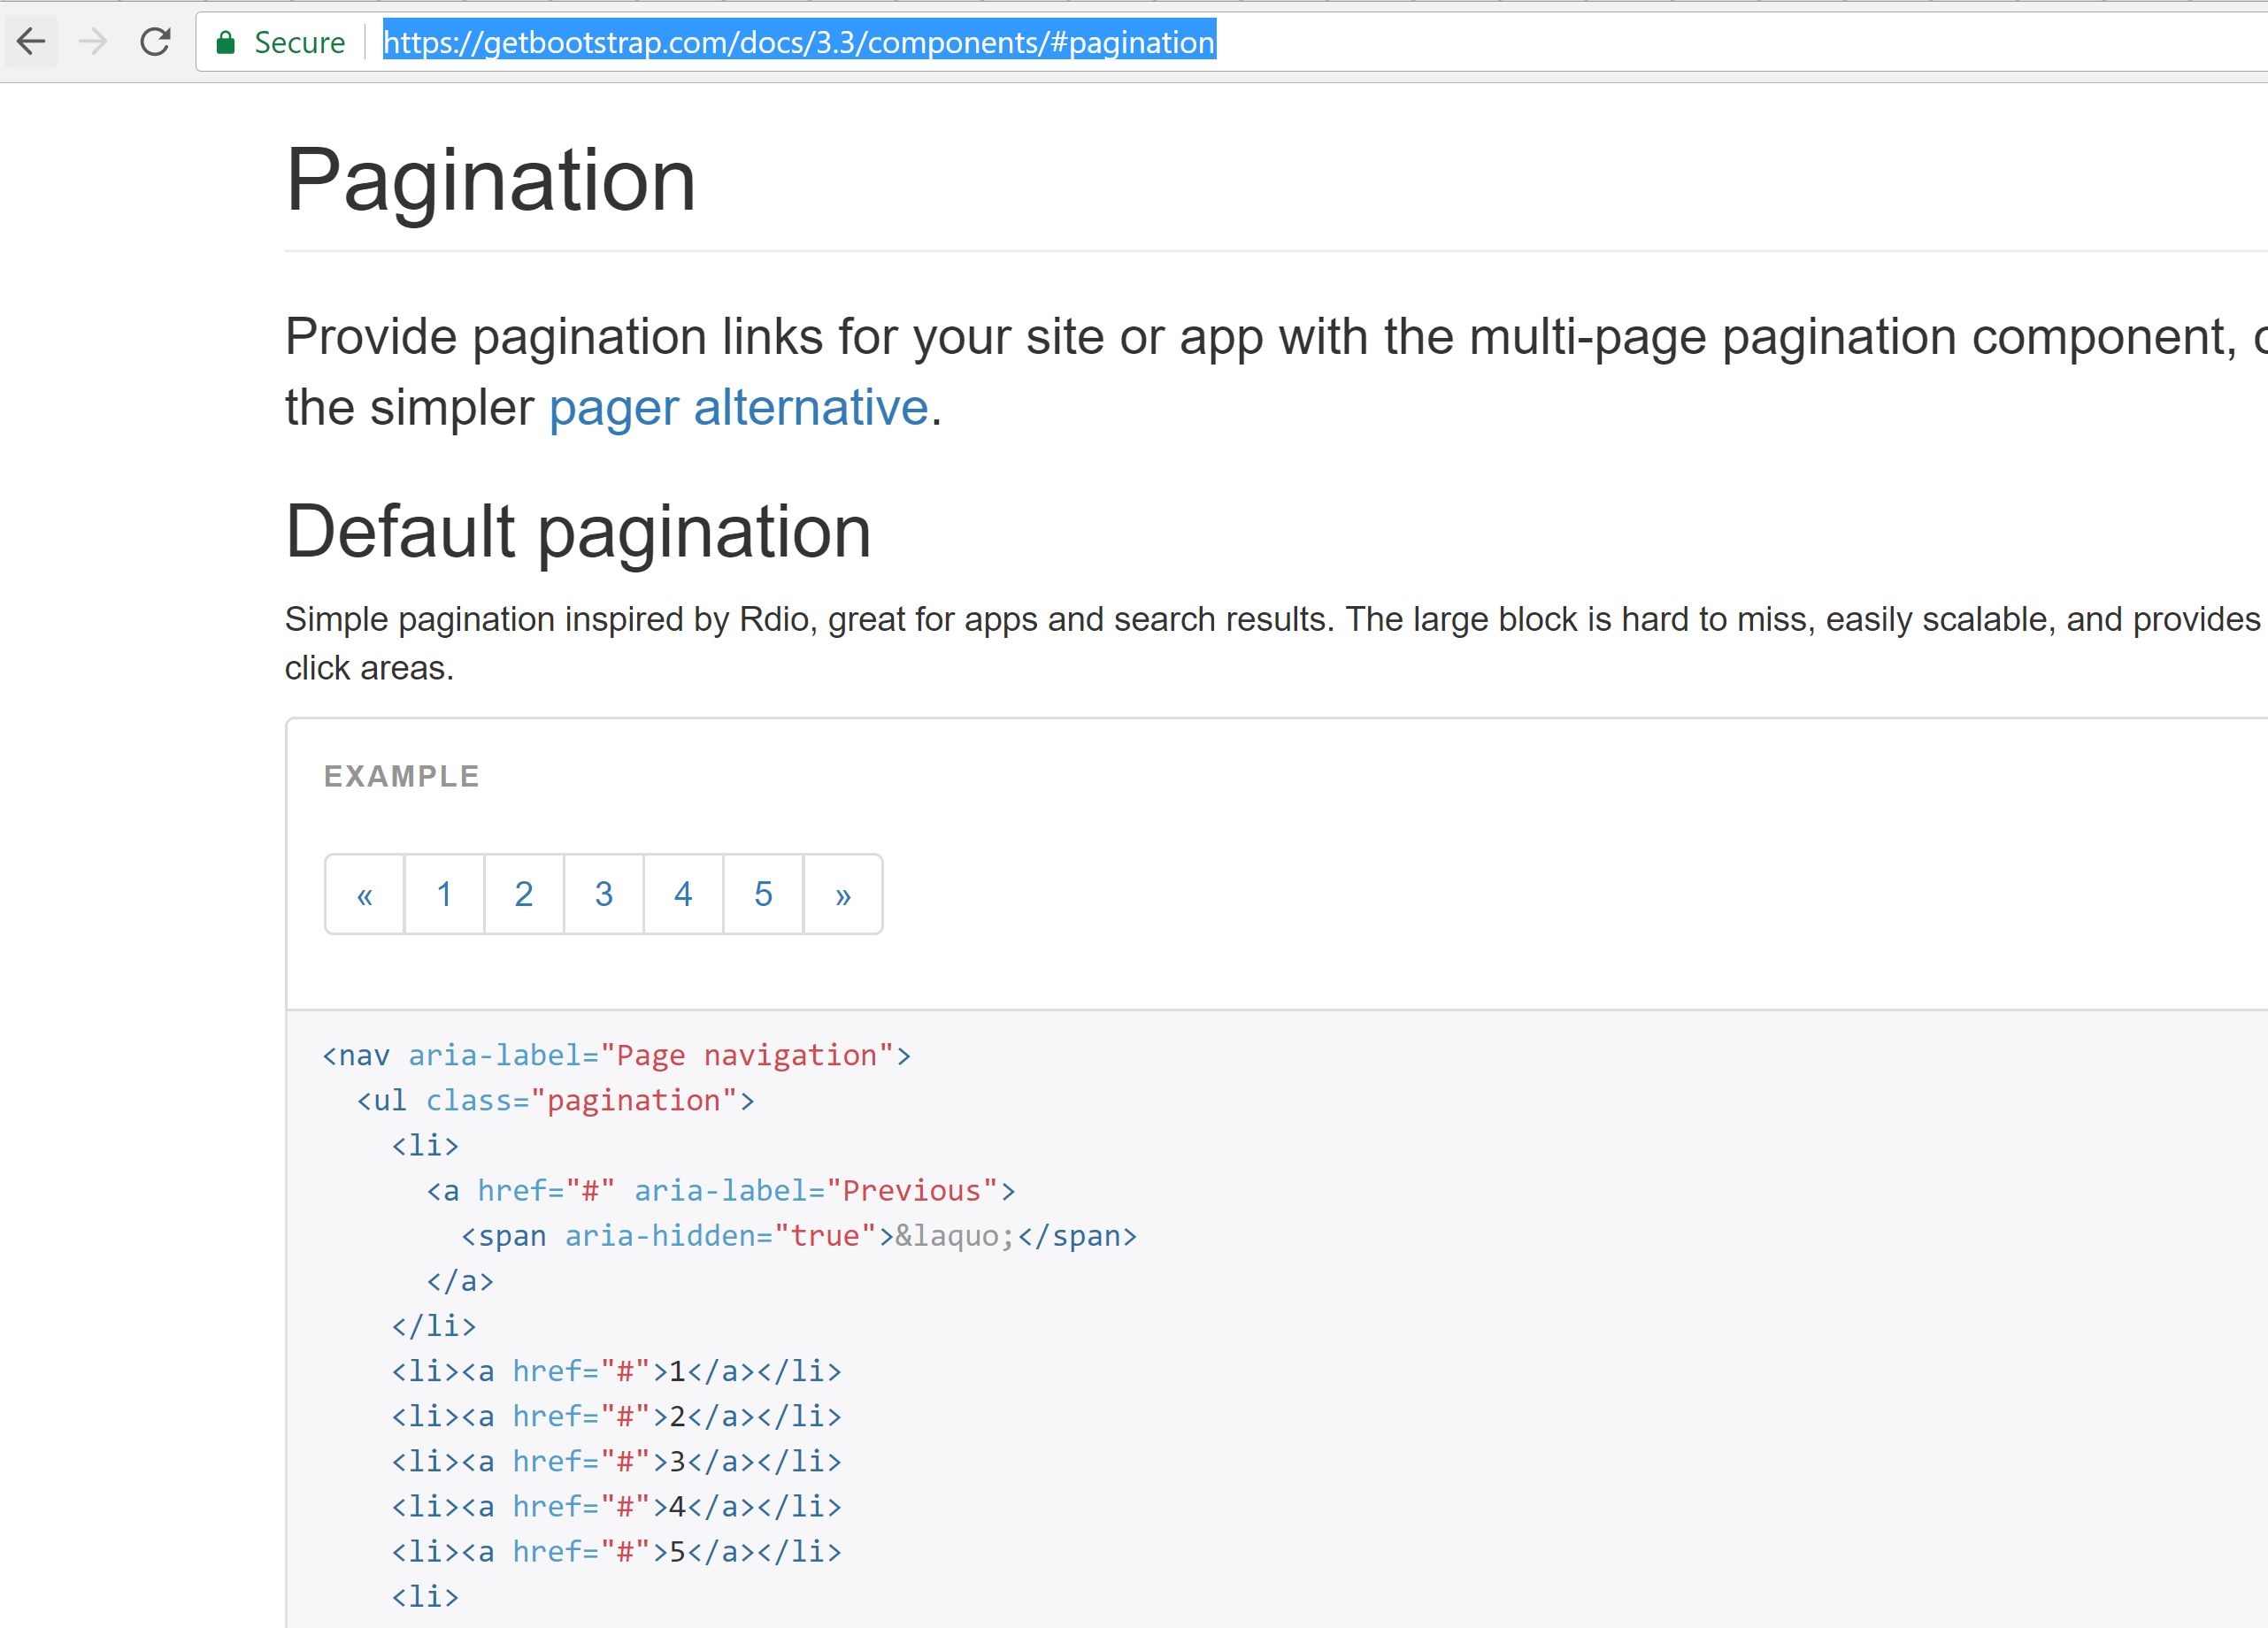 Secure https://getbootstrap.com/docs/3.3/components/#pagination
Pagination
Provide pagination links for your site or app with the multi-page pagination component,
the simpler pager alternative.
Default pagination
Simple pagination inspired by Rdio, great for apps and search results. The large block is hard to miss, easily scalable, and provides
click areas.
EXAMPLE
« 1 2 3 4 5 »
<nav aria-label="Page navigation">
  <ul class="pagination">
    <li>
      <a href="#" aria-label="Previous">
        <span aria-hidden="true">&laquo;</span>
      </a>
    </li>
    <li><a href="#">1</a></li>
    <li><a href="#">2</a></li>
    <li><a href="#">3</a></li>
    <li><a href="#">4</a></li>
    <li><a href="#">5</a></li>
    <li>